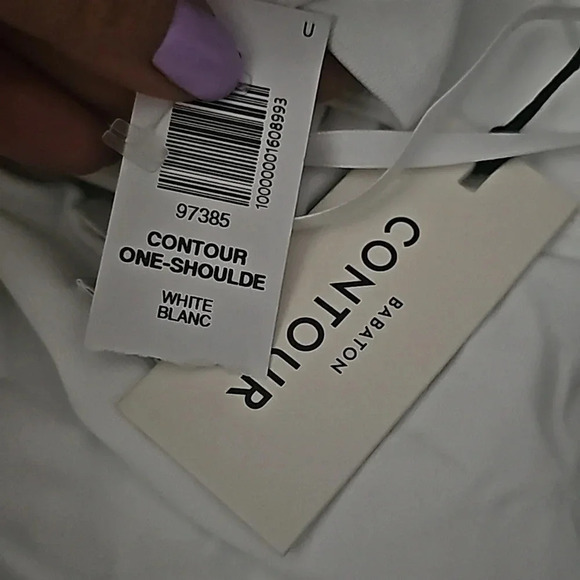 U
10000001608993
97385
CONTOUR
ONE-SHOULDE
WHITE
BLANC
CONTOUR
BABATON